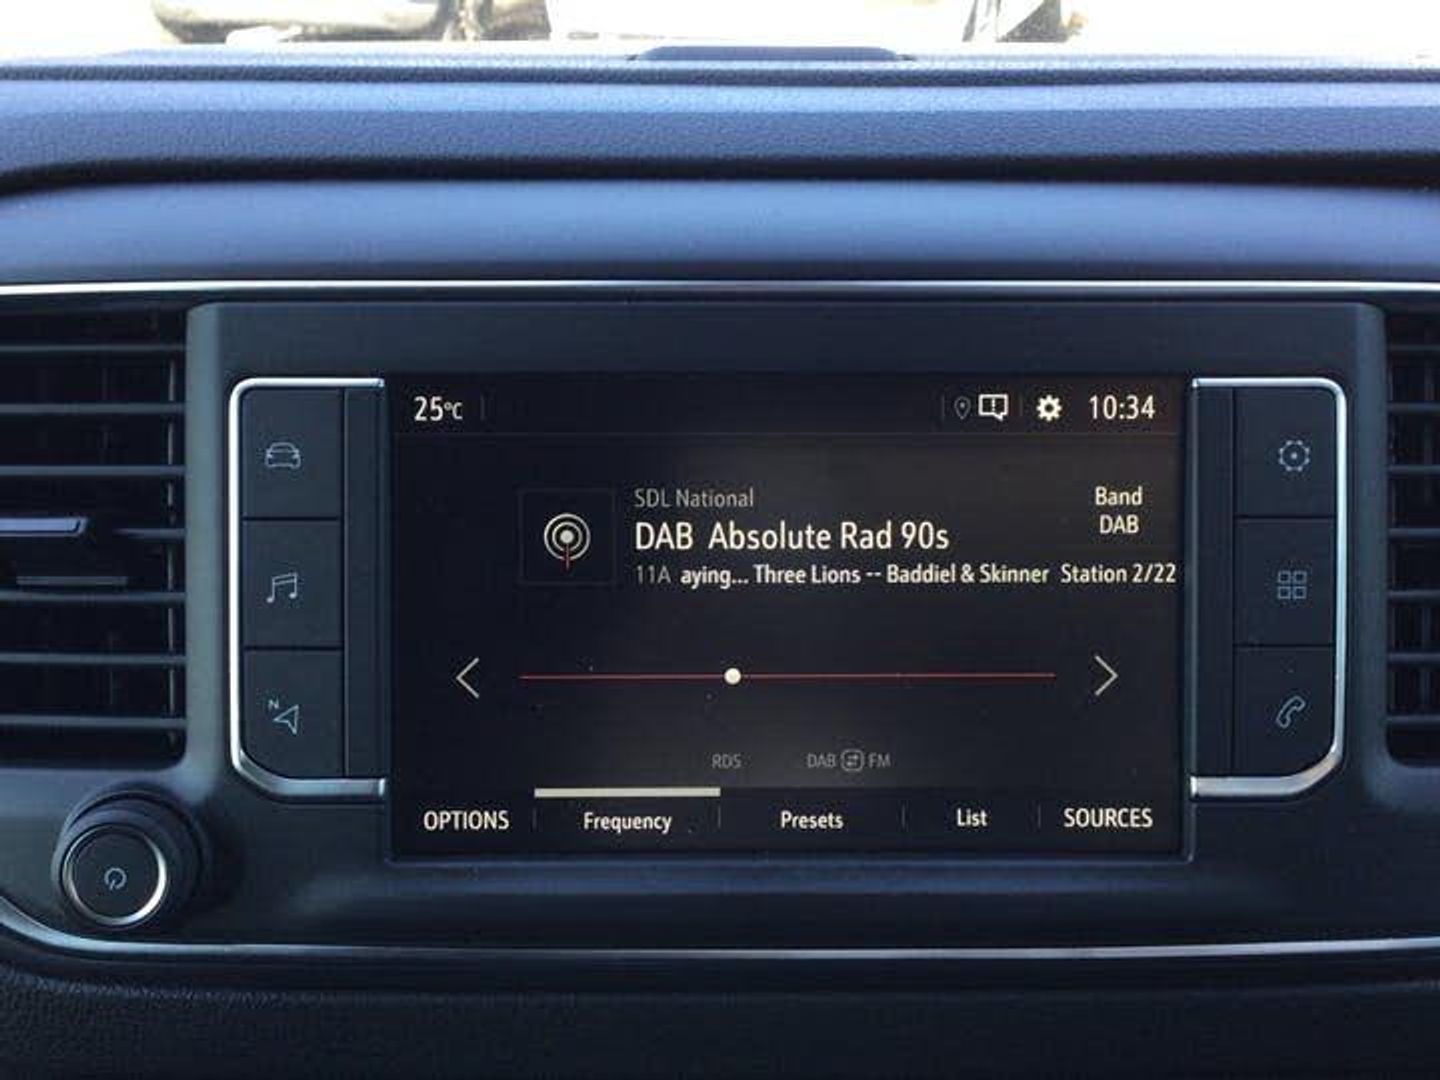 25°C
10:34
SDL National
Band
DAB Absolute Rad 90s
DAB
11A aying... Three Lions -- Baddiel & Skinner Station 2/22
N
RDS DAB FM
OPTIONS Frequency Presets List SOURCES